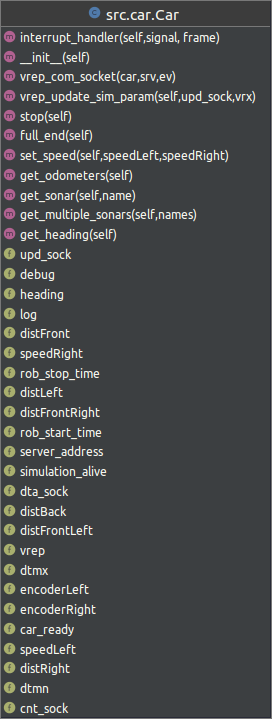 src.car.Car
interrupt_handler(self,signal, frame)
__init__(self)
vrep_com_socket(car,srv,ev)
vrep_update_sim_param(self,upd_sock,vrx)
stop(self)
full_end(self)
set_speed(self,speedLeft,speedRight)
get_odometers(self)
get_sonar(self,name)
get_multiple_sonars(self,names)
get_heading(self)
upd_sock
debug
heading
log
distFront
speedRight
rob_stop_time
distLeft
distFrontRight
rob_start_time
server_address
simulation_alive
dta_sock
distBack
distFrontLeft
vrep
dtmx
encoderLeft
encoderRight
car_ready
speedLeft
distRight
dtmn
cnt_sock